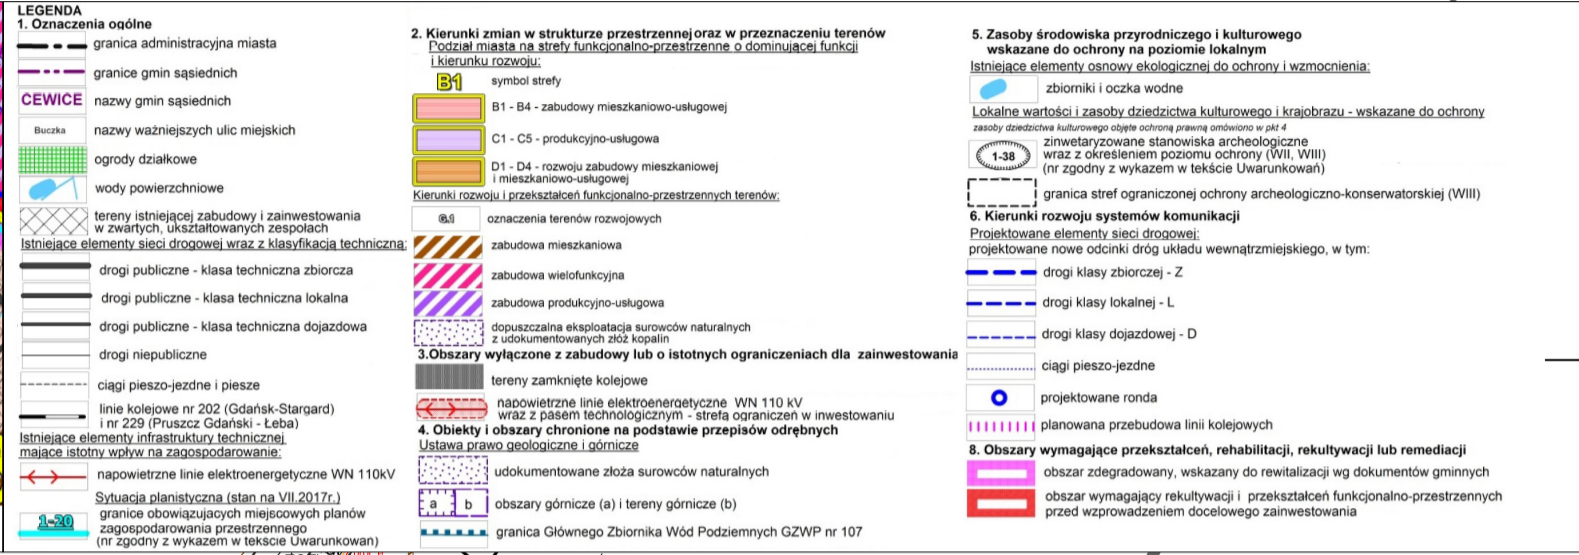 LEGENDA
1. Oznaczenia ogólne
granica administracyjna miasta
granice gmin sąsiednich
CEWICE nazwy gmin sąsiednich
Buczka nazwy ważniejszych ulic miejskich
ogrody działkowe
wody powierzchniowe
tereny istniejącej zabudowy i zainwestowania
w zwartych, ukształtowanych zespołach
Istniejące elementy sieci drogowej wraz z klasyfikacją techniczną:
drogi publiczne - klasa techniczna zbiorcza
drogi publiczne - klasa techniczna lokalna
drogi publiczne - klasa techniczna dojazdowa
drogi niepubliczne
ciągi pieszo-jezdne i piesze
linie kolejowe nr 202 (Gdańsk-Stargard)
i nr 229 (Pruszcz Gdański - Łeba)
Istniejące elementy infrastruktury technicznej
mające istotny wpływ na zagospodarowanie:
napowietrzne linie elektroenergetyczne WN 110kV
Sytuacja planistyczna (stan na VII.2017r.)
1-20 granice obowiązujacych miejscowych planów
zagospodarowania przestrzennego
(nr zgodny z wykazem w tekście Uwarunkowan)
2. Kierunki zmian w strukturze przestrzennej oraz w przeznaczeniu terenów
Podział miasta na strefy funkcjonalno-przestrzenne o dominującej funkcji
i kierunku rozwoju:
B1 symbol strefy
B1 - B4 - zabudowy mieszkaniowo-usługowej
C1 - C5 - produkcyjno-usługowa
D1 - D4 - rozwoju zabudowy mieszkaniowej
i mieszkaniowo-usługowej
Kierunki rozwoju i przekształceń funkcjonalno-przestrzennych terenów:
G.1 oznaczenia terenów rozwojowych
zabudowa mieszkaniowa
zabudowa wielofunkcyjna
zabudowa produkcyjno-usługowa
dopuszczalna eksploatacja surowców naturalnych
z udokumentowanych złóż kopalin
3.Obszary wyłączone z zabudowy lub o istotnych ograniczeniach dla zainwestowania
tereny zamknięte kolejowe
napowietrzne linie elektroenergetyczne WN 110 kV
wraz z pasem technologicznym - strefą ograniczeń w inwestowaniu
4. Obiekty i obszary chronione na podstawie przepisów odrębnych
Ustawa prawo geologiczne i górnicze
udokumentowane złoża surowców naturalnych
a b obszary górnicze (a) i tereny górnicze (b)
granica Głównego Zbiornika Wód Podziemnych GZWP nr 107
5. Zasoby środowiska przyrodniczego i kulturowego
wskazane do ochrony na poziomie lokalnym
Istniejące elementy osnowy ekologicznej do ochrony i wzmocnienia:
zbiorniki i oczka wodne
Lokalne wartości i zasoby dziedzictwa kulturowego i krajobrazu - wskazane do ochrony
zasoby dziedzictwa kulturowego objęte ochroną prawną omówiono w pkt 4
1-38 zinwetaryzowane stanowiska archeologiczne
wraz z określeniem poziomu ochrony (WII, WIII)
(nr zgodny z wykazem w tekście Uwarunkowań)
granica stref ograniczonej ochrony archeologiczno-konserwatorskiej (WIII)
6. Kierunki rozwoju systemów komunikacji
Projektowane elementy sieci drogowej:
projektowane nowe odcinki dróg układu wewnątrzmiejskiego, w tym:
drogi klasy zbiorczej - Z
drogi klasy lokalnej - L
drogi klasy dojazdowej - D
ciągi pieszo-jezdne
projektowane ronda
planowana przebudowa linii kolejowych
8. Obszary wymagające przekształceń, rehabilitacji, rekultywacji lub remediacji
obszar zdegradowany, wskazany do rewitalizacji wg dokumentów gminnych
obszar wymagający rekultywacji i przekształceń funkcjonalno-przestrzennych
przed wzprowadzeniem docelowego zainwestowania